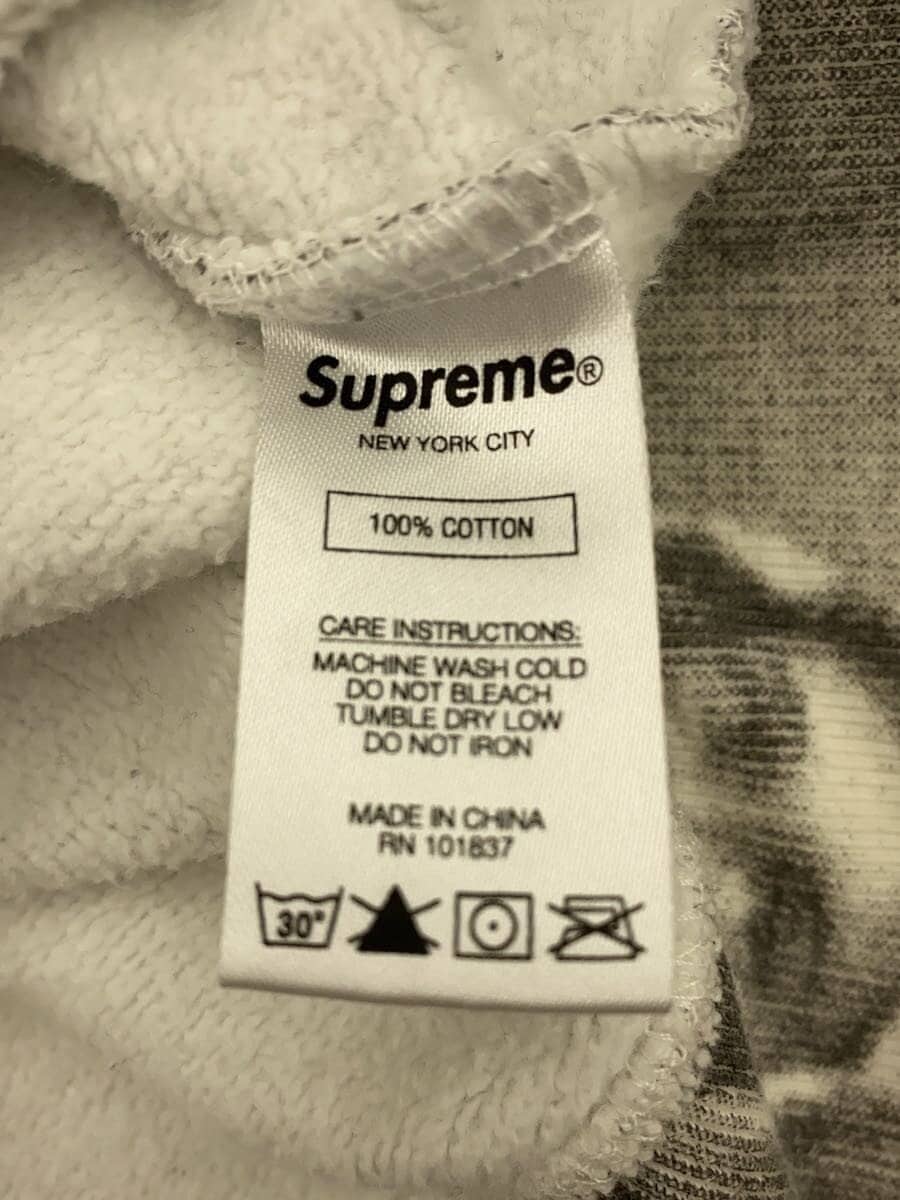 Supreme®
NEW YORK CITY
100% COTTON
CARE INSTRUCTIONS:
MACHINE WASH COLD
DO NOT BLEACH
TUMBLE DRY LOW
DO NOT IRON
MADE IN CHINA
RN 101837
30°